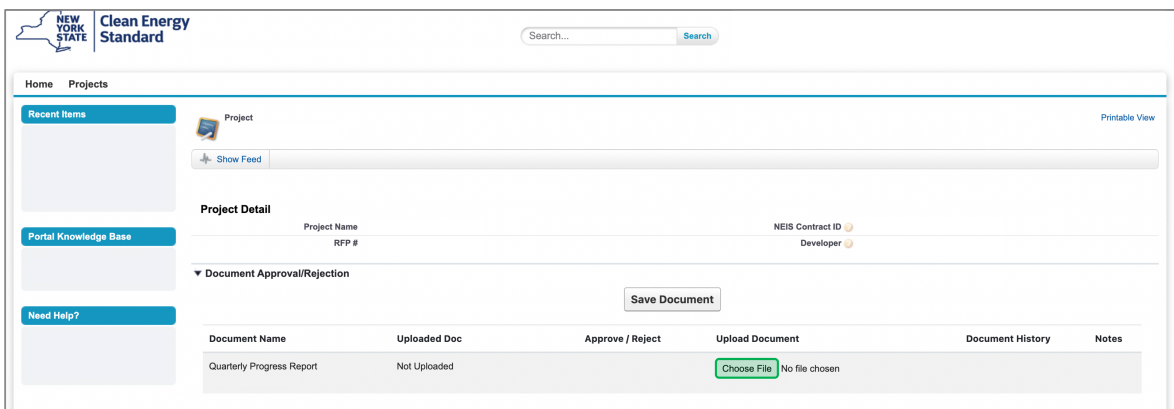 NEW
YORK
STATE
Clean Energy
Standard
Search...
Search
Home Projects
Recent Items
Project
Printable View
Show Feed
Project Detail
Project Name NEIS Contract ID
Portal Knowledge Base
RFP # Developer
Document Approval/Rejection
Save Document
Need Help?
Document Name Uploaded Doc Approve / Reject Upload Document Document History Notes
Quarterly Progress Report Not Uploaded Choose File No file chosen